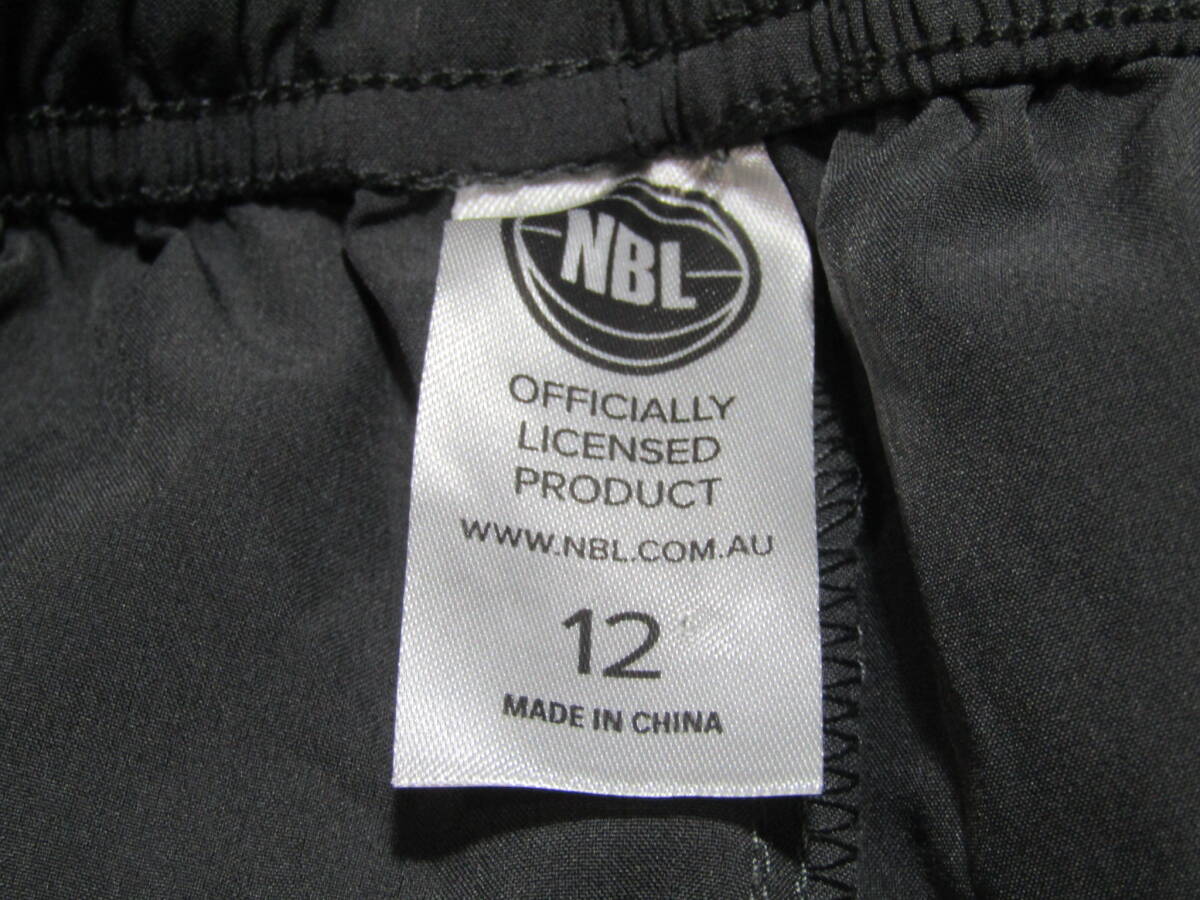 NBL
OFFICIALLY
LICENSED
PRODUCT
WWW.NBL.COM.AU
12
MADE IN CHINA